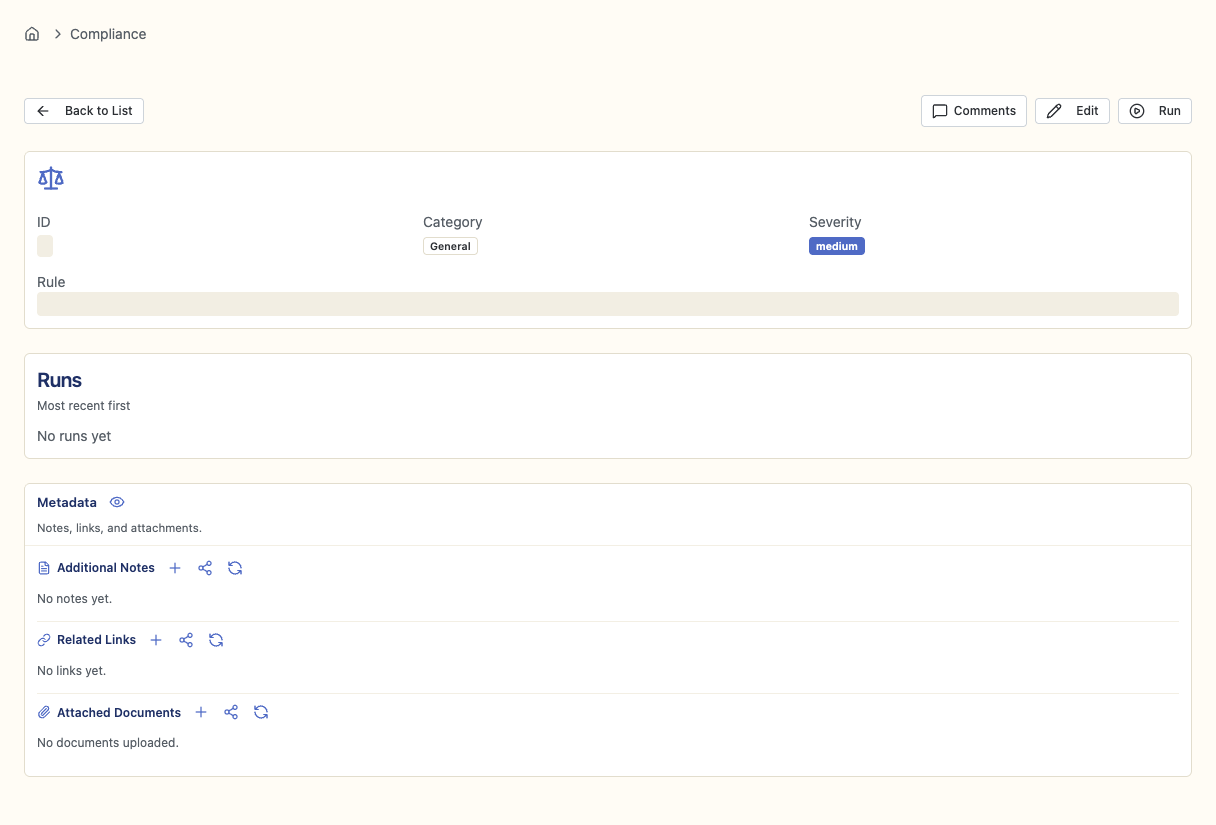 Compliance
Back to List
Comments
Edit
Run
ID
Category
Severity
General
medium
Rule
Runs
Most recent first
No runs yet
Metadata
Notes, links, and attachments.
Additional Notes
No notes yet.
Related Links
No links yet.
Attached Documents
No documents uploaded.